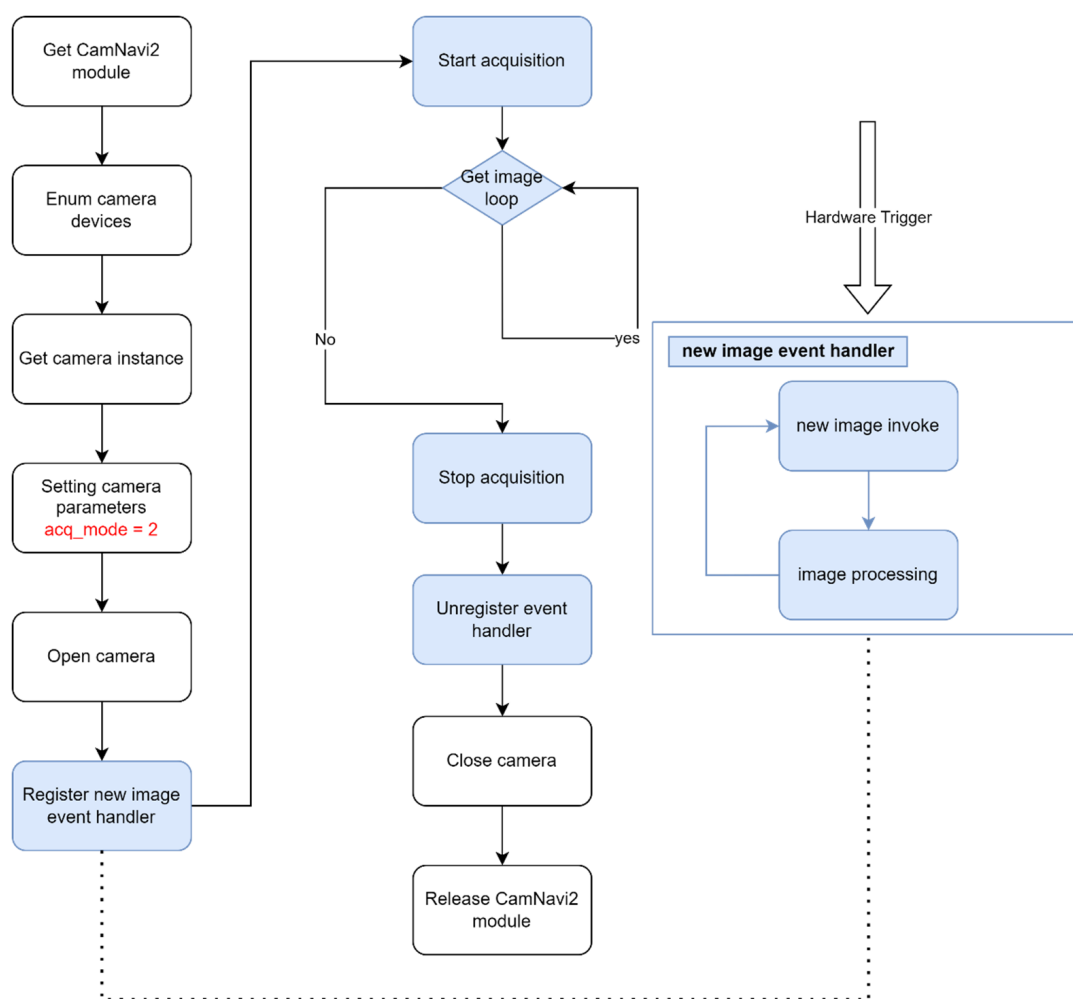 Get CamNavi2
module
Enum camera
devices
Get camera instance
Setting camera
parameters
acq_mode = 2
Open camera
Register new image
event handler
Start acquisition
Get image
loop
No
yes
Stop acquisition
Unregister event
handler
Close camera
Release CamNavi2
module
Hardware Trigger
new image event handler
new image invoke
image processing